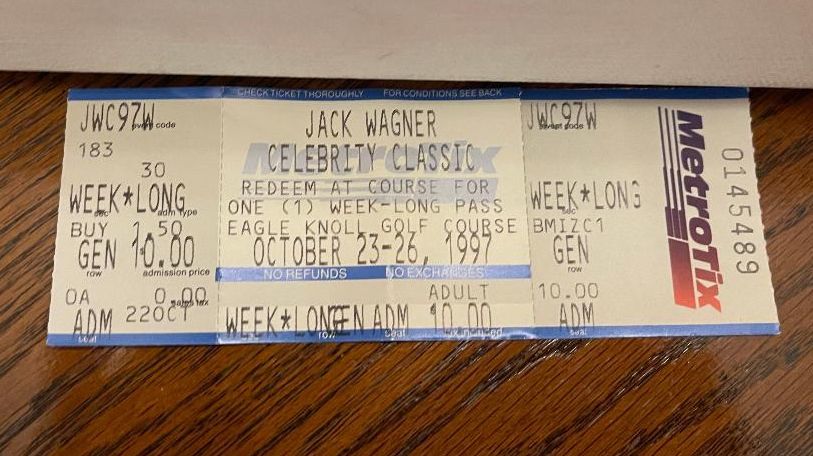 CHECK TICKET THOROUGHLY FOR CONDITIONS SEE BACK
JWC97W
event code
183
30
WEEK*LONG
sec adm type
BUY 1.50
GEN 10.00
row admission price
0A 0.00
sales tax
ADM 22OCT
seat
JACK WAGNER
MetroTix
CELEBRITY CLASSIC
REDEEM AT COURSE FOR
ONE (1) WEEK-LONG PASS
EAGLE KNOLL GOLF COURSE
OCTOBER 23-26, 1997
NO REFUNDS NO EXCHANGES
ADULT
WEEK*LONG GEN ADM
row seat
JWC97W
event code
WEEK*LONG
sec
BMIZC1
GEN
row
10.00
ADM
seat
MetroTix
0145489